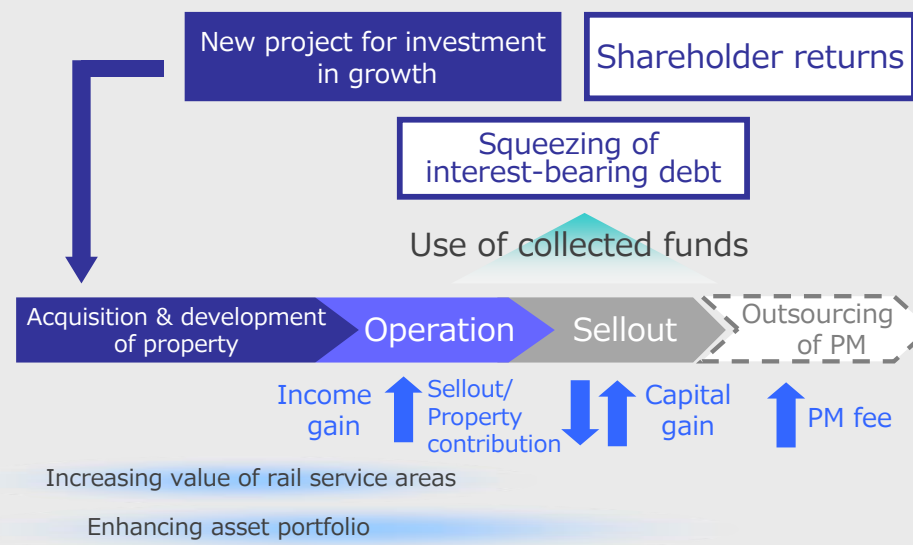 New project for investment
in growth
Shareholder returns
Squeezing of
interest-bearing debt
Use of collected funds
Acquisition & development
of property
Operation
Sellout
Outsourcing
of PM
Income
gain
Sellout/
Property
contribution
Capital
gain
PM fee
Increasing value of rail service areas
Enhancing asset portfolio